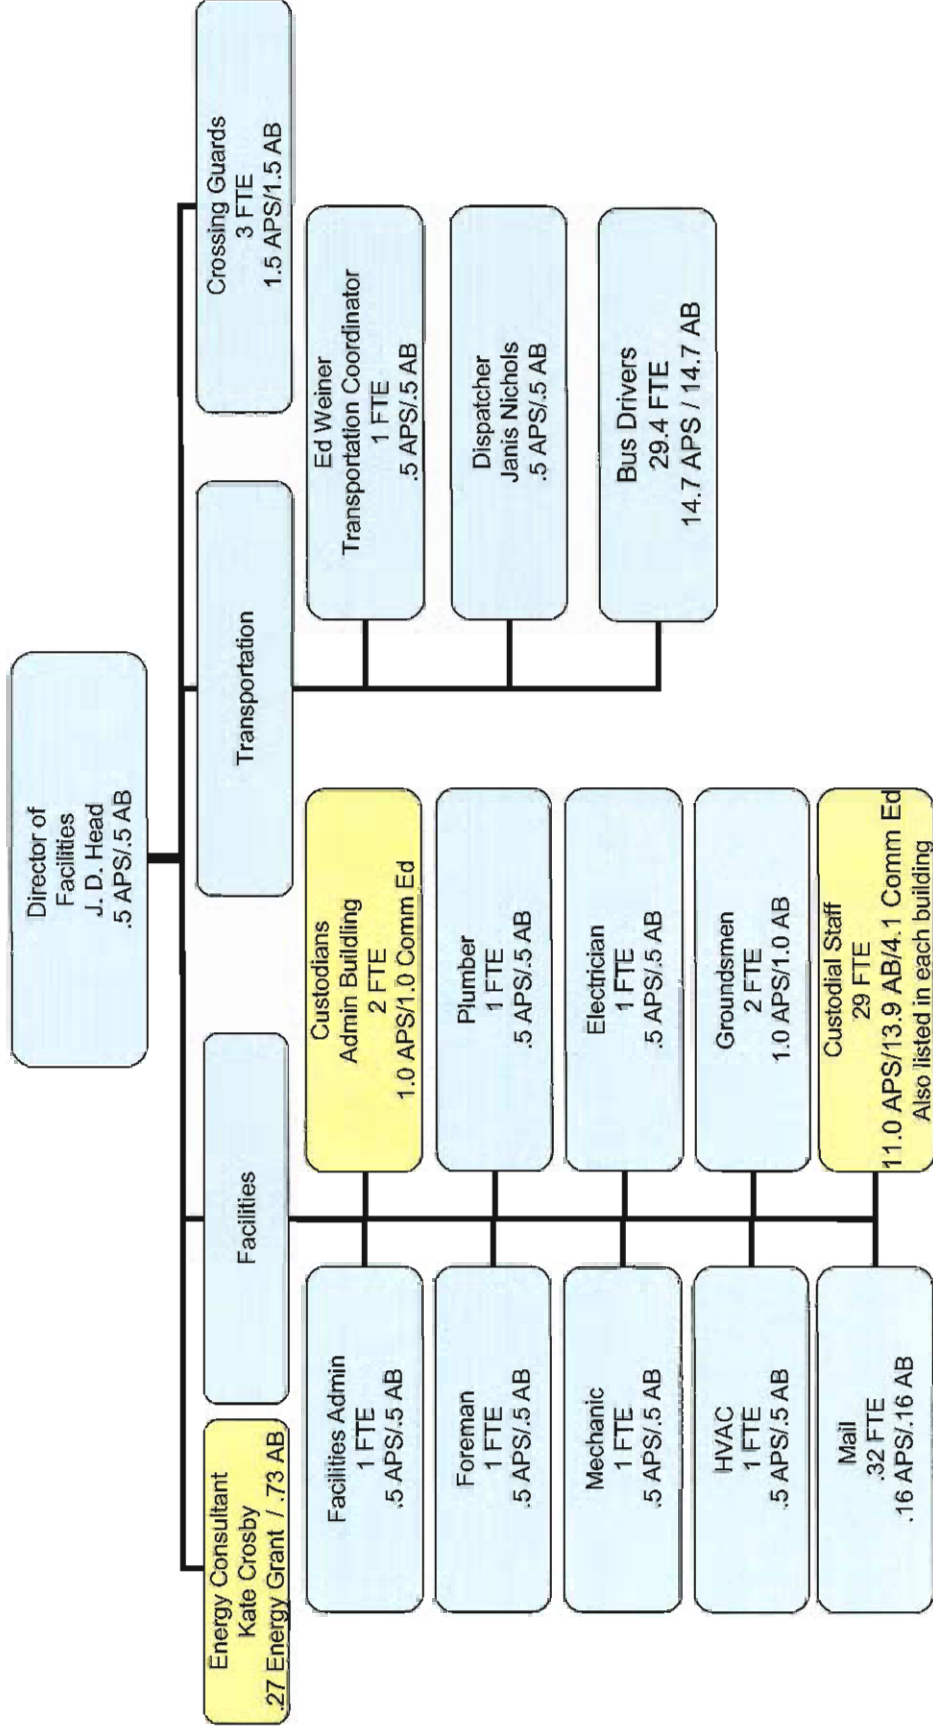 Director of
Facilities
J. D. Head
.5 APS/.5 AB
Energy Consultant
Kate Crosby
.27 Energy Grant / .73 AB
Facilities
Transportation
Crossing Guards
3 FTE
1.5 APS/1.5 AB
Facilities Admin
1 FTE
.5 APS/.5 AB
Custodians
Admin Buildling
2 FTE
1.0 APS/1.0 Comm Ed
Ed Weiner
Transportation Coordinator
1 FTE
.5 APS/.5 AB
Foreman
1 FTE
.5 APS/.5 AB
Plumber
1 FTE
.5 APS/.5 AB
Dispatcher
Janis Nichols
.5 APS/.5 AB
Mechanic
1 FTE
.5 APS/.5 AB
Electrician
1 FTE
.5 APS/.5 AB
Bus Drivers
29.4 FTE
14.7 APS / 14.7 AB
HVAC
1 FTE
.5 APS/.5 AB
Groundsmen
2 FTE
1.0 APS/1.0 AB
Mail
.32 FTE
.16 APS/.16 AB
Custodial Staff
29 FTE
11.0 APS/13.9 AB/4.1 Comm Ed
Also listed in each building